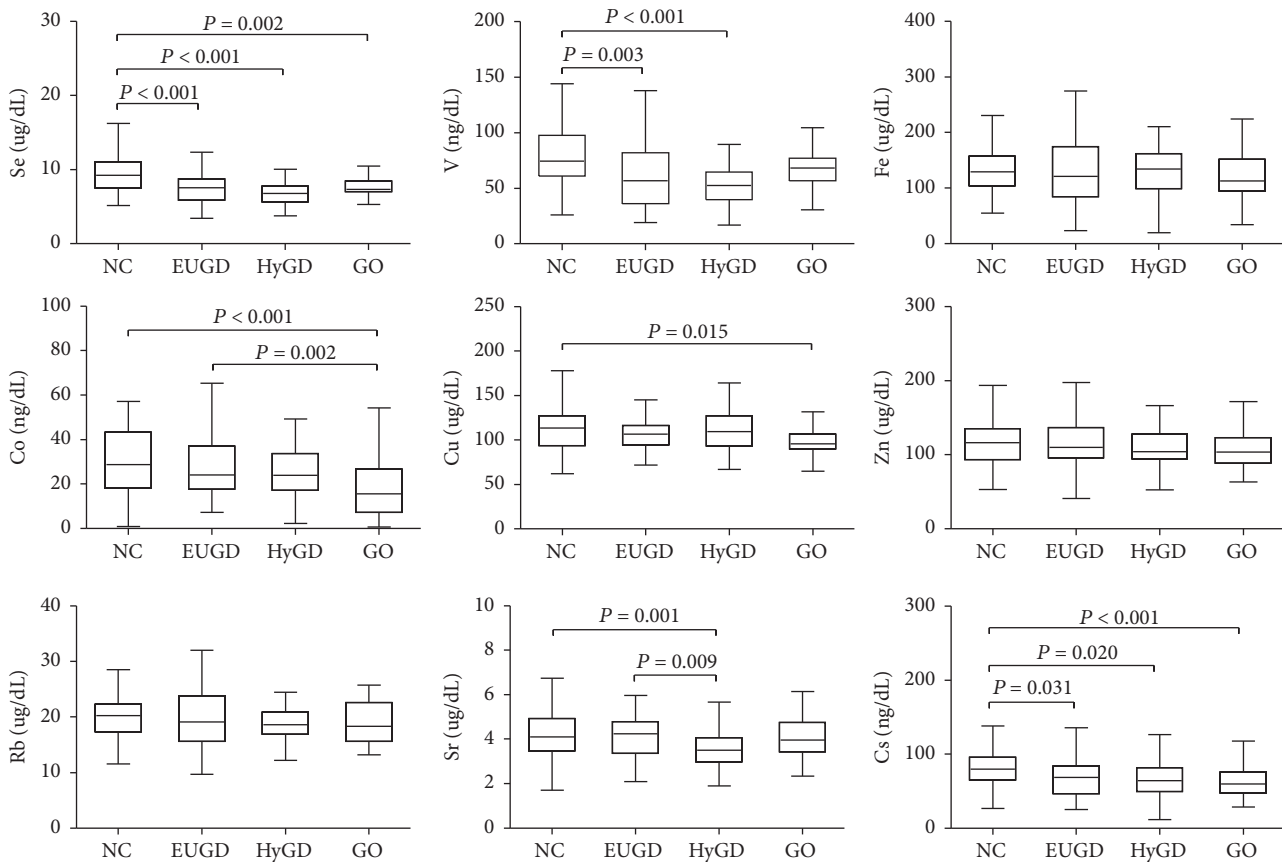 30
20
10
0
Se (ug/dL)
P = 0.002
P < 0.001
P < 0.001
NC EUGD HyGD GO
200
150
100
50
0
V (ng/dL)
P < 0.001
P = 0.003
NC EUGD HyGD GO
400
300
200
100
0
Fe (ug/dL)
NC EUGD HyGD GO
100
80
60
40
20
0
Co (ng/dL)
P < 0.001
P = 0.002
NC EUGD HyGD GO
250
200
150
100
50
0
Cu (ug/dL)
P = 0.015
NC EUGD HyGD GO
300
200
100
0
Zn (ug/dL)
NC EUGD HyGD GO
40
30
20
10
0
Rb (ug/dL)
NC EUGD HyGD GO
10
8
6
4
2
0
Sr (ug/dL)
P = 0.001
P = 0.009
NC EUGD HyGD GO
300
200
100
0
Cs (ng/dL)
P < 0.001
P = 0.020
P = 0.031
NC EUGD HyGD GO